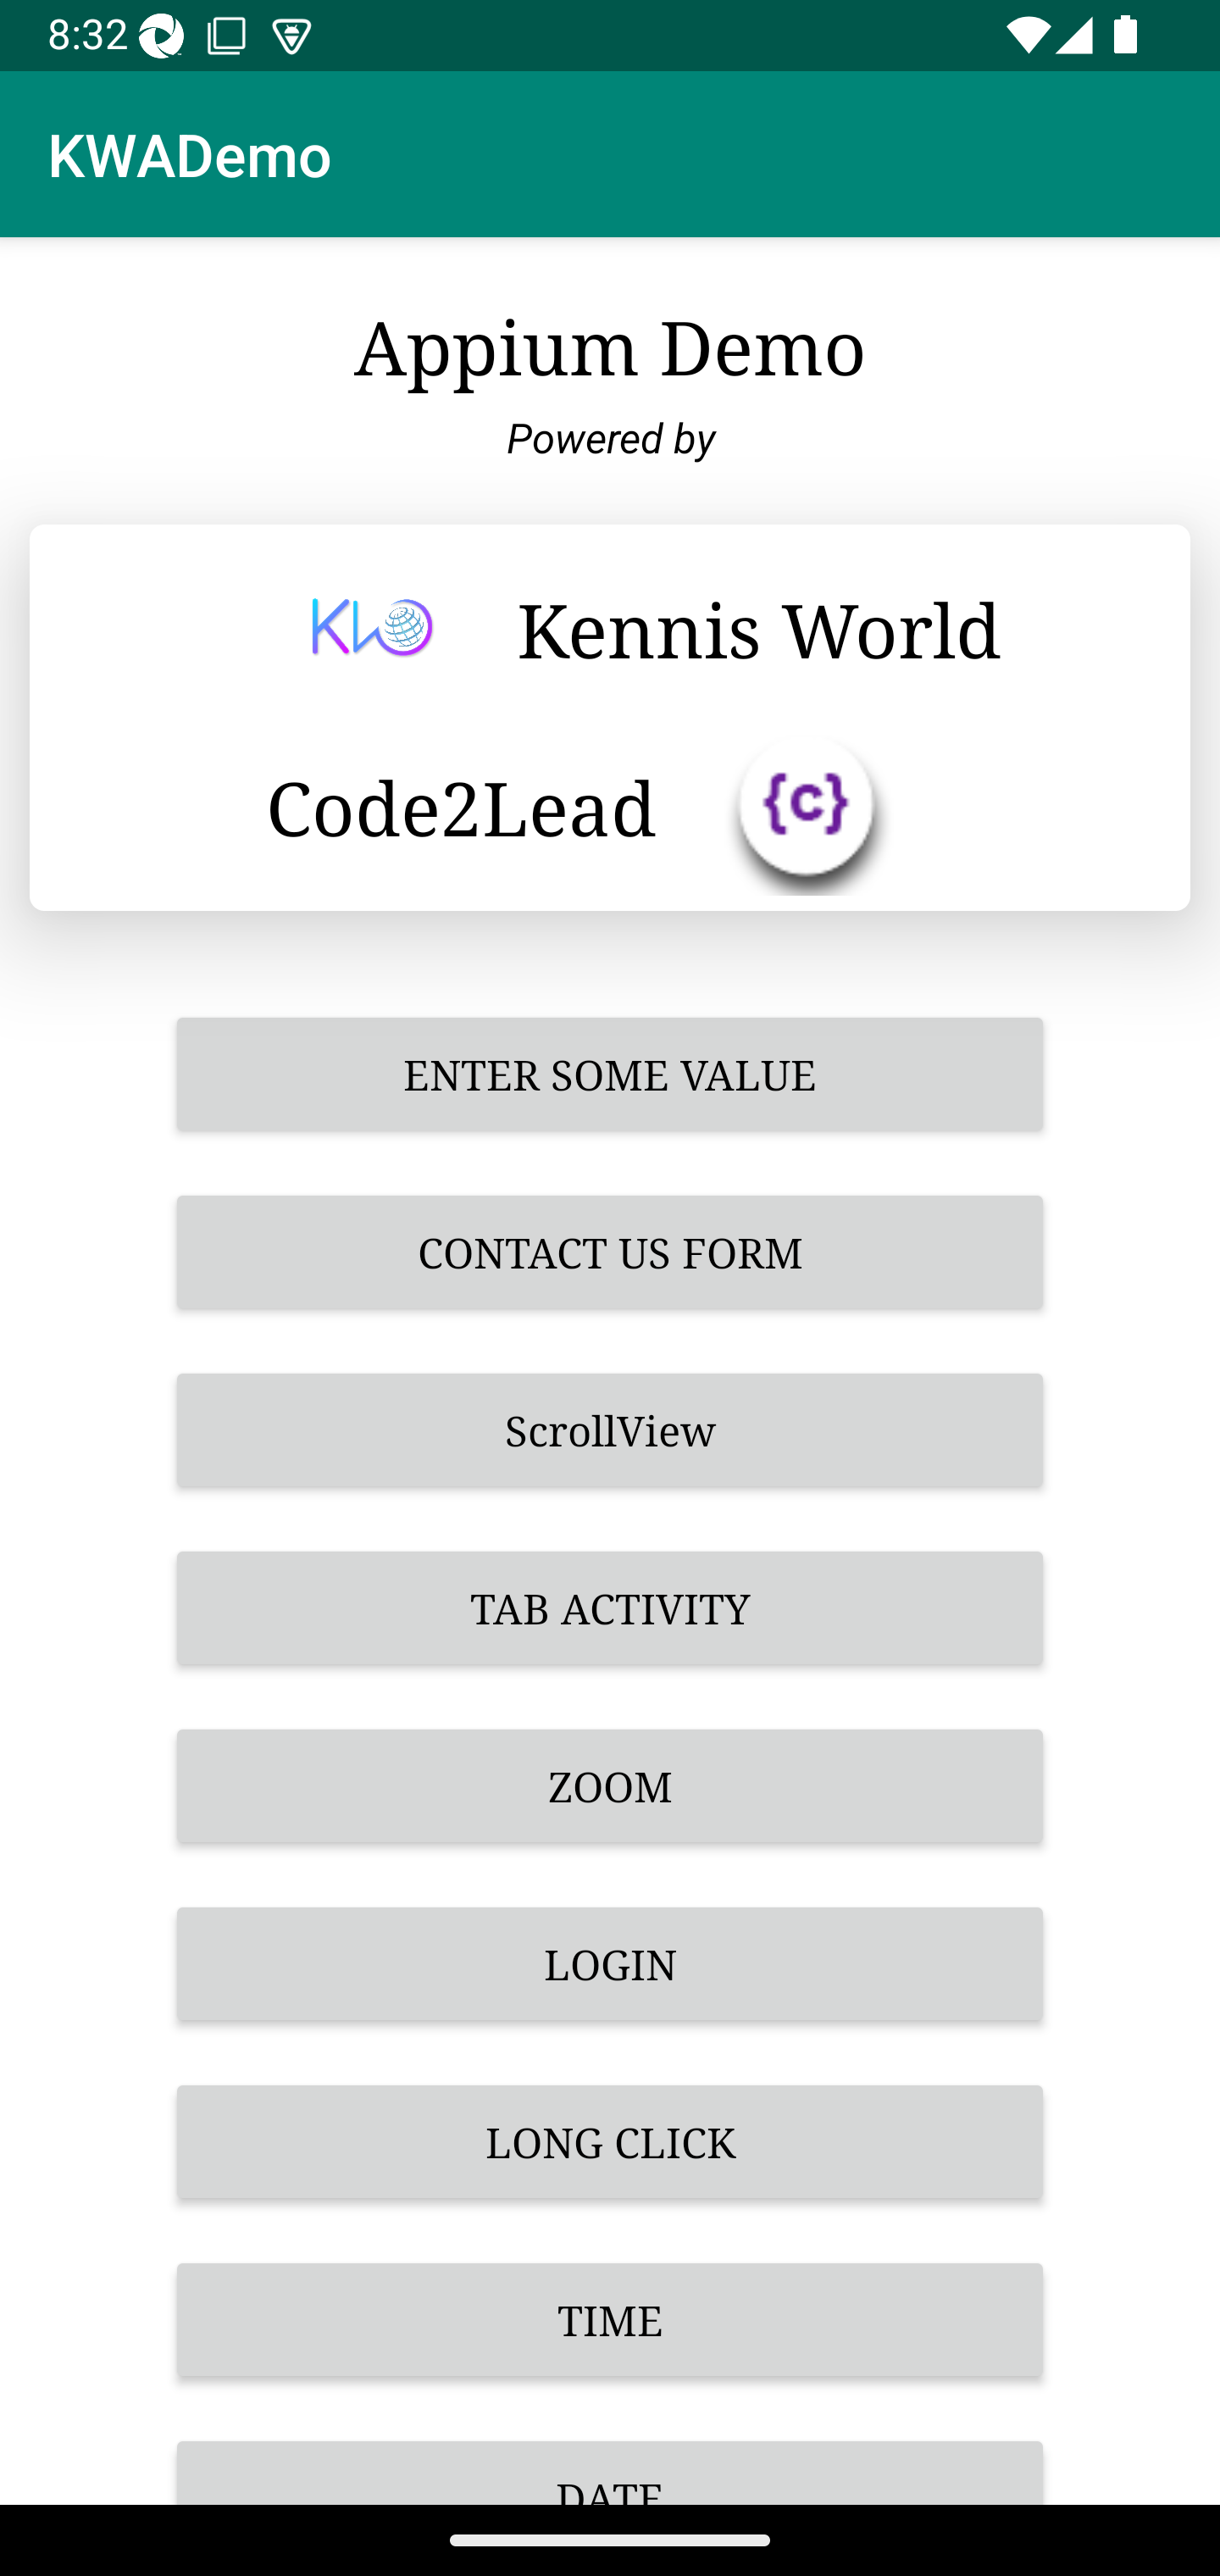 8:32
KWADemo
Appium Demo
Powered by
KWO Kennis World
Code2Lead {c}
ENTER SOME VALUE
CONTACT US FORM
ScrollView
TAB ACTIVITY
ZOOM
LOGIN
LONG CLICK
TIME
DATE